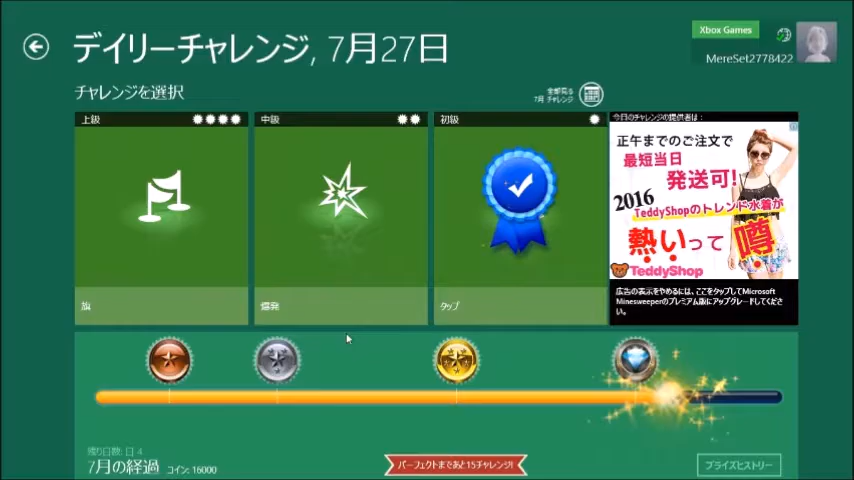 デイリーチャレンジ, 7月27日
Xbox Games
MereSet2778422
チャレンジを選択
全部見る
7月 チャレンジ
上級
中級
初級
旗
爆発
タップ
今日のチャレンジの提供者は:
正午までのご注文で
最短当日
発送可!
2016
TeddyShopのトレンド水着が
熱いって噂
TeddyShop
広告の表示をやめるには、ここをタップしてMicrosoft
Minesweeperのプレミアム版にアップグレードしてくださ
い。
残り日数: 日 4
7月の経過 コイン: 16000
パーフェクトまであと15チャレンジ!
プライズヒストリー